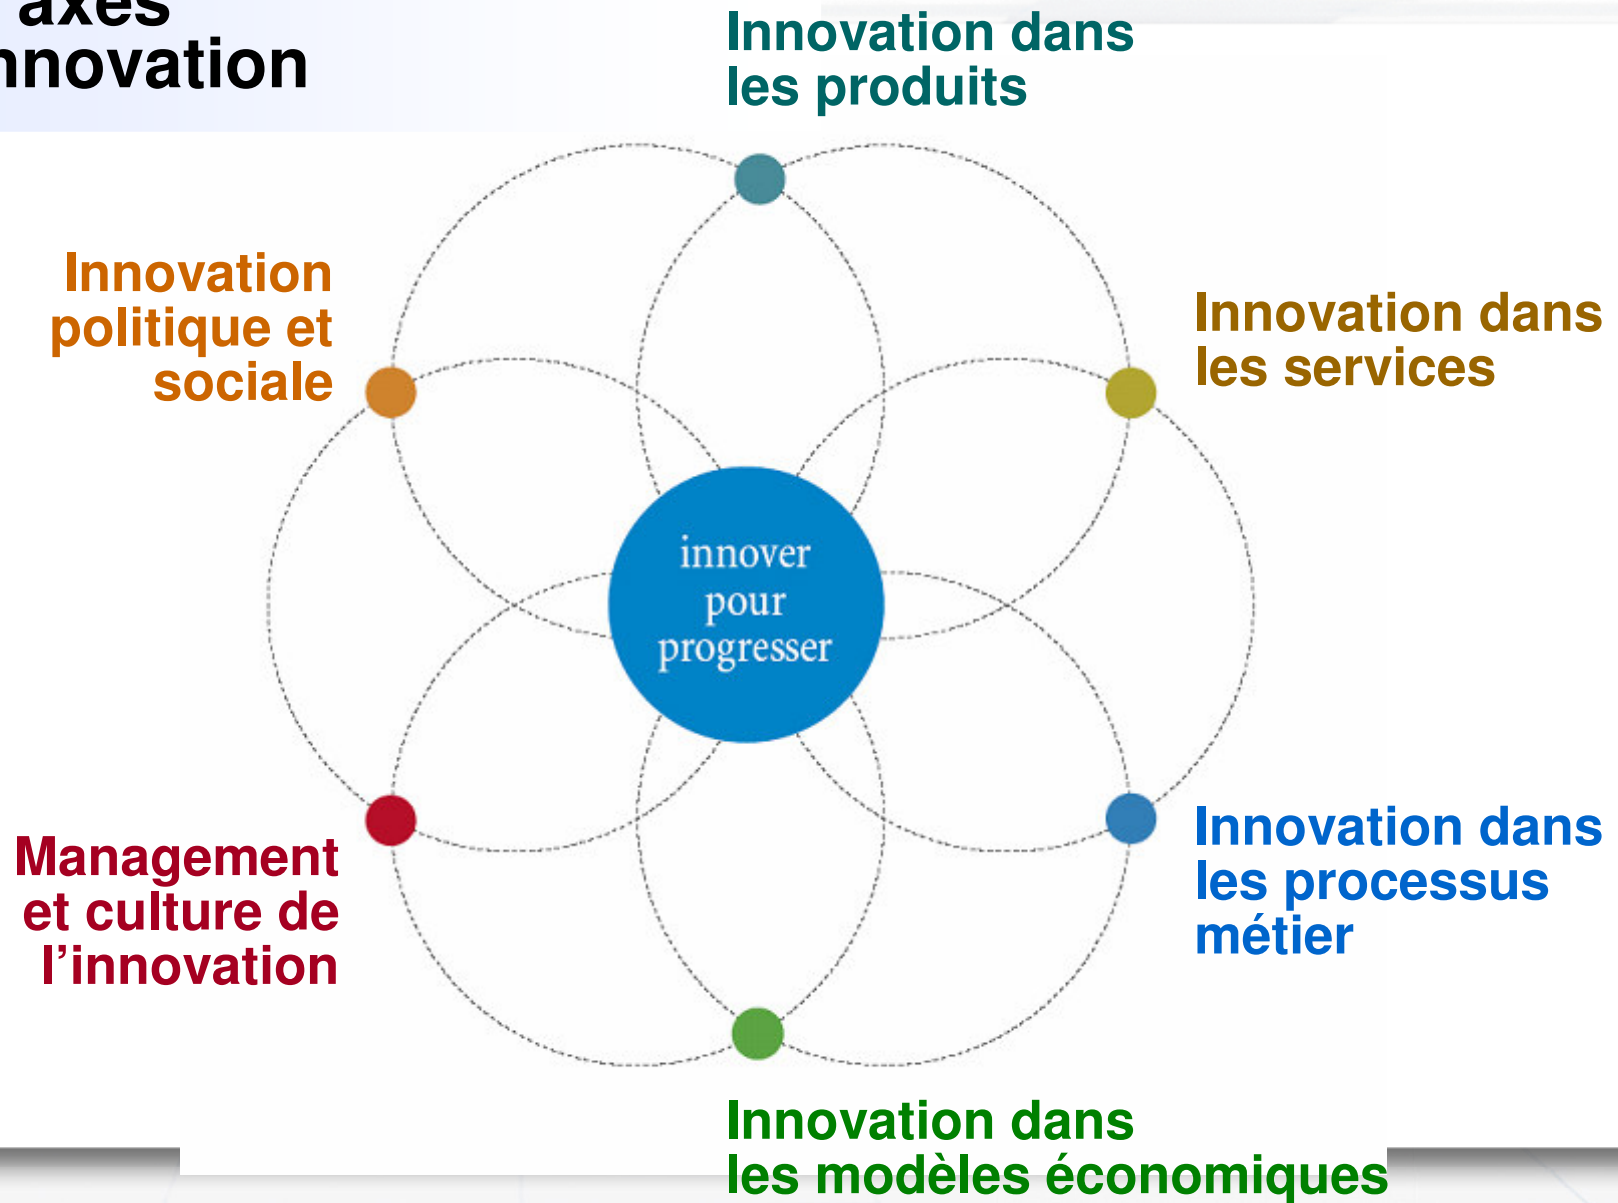 axes
nnovation
Innovation dans
les produits
Innovation
politique et
sociale
Innovation dans
les services
innover
pour
progresser
Management
et culture de
l’innovation
Innovation dans
les processus
métier
Innovation dans
les modèles économiques